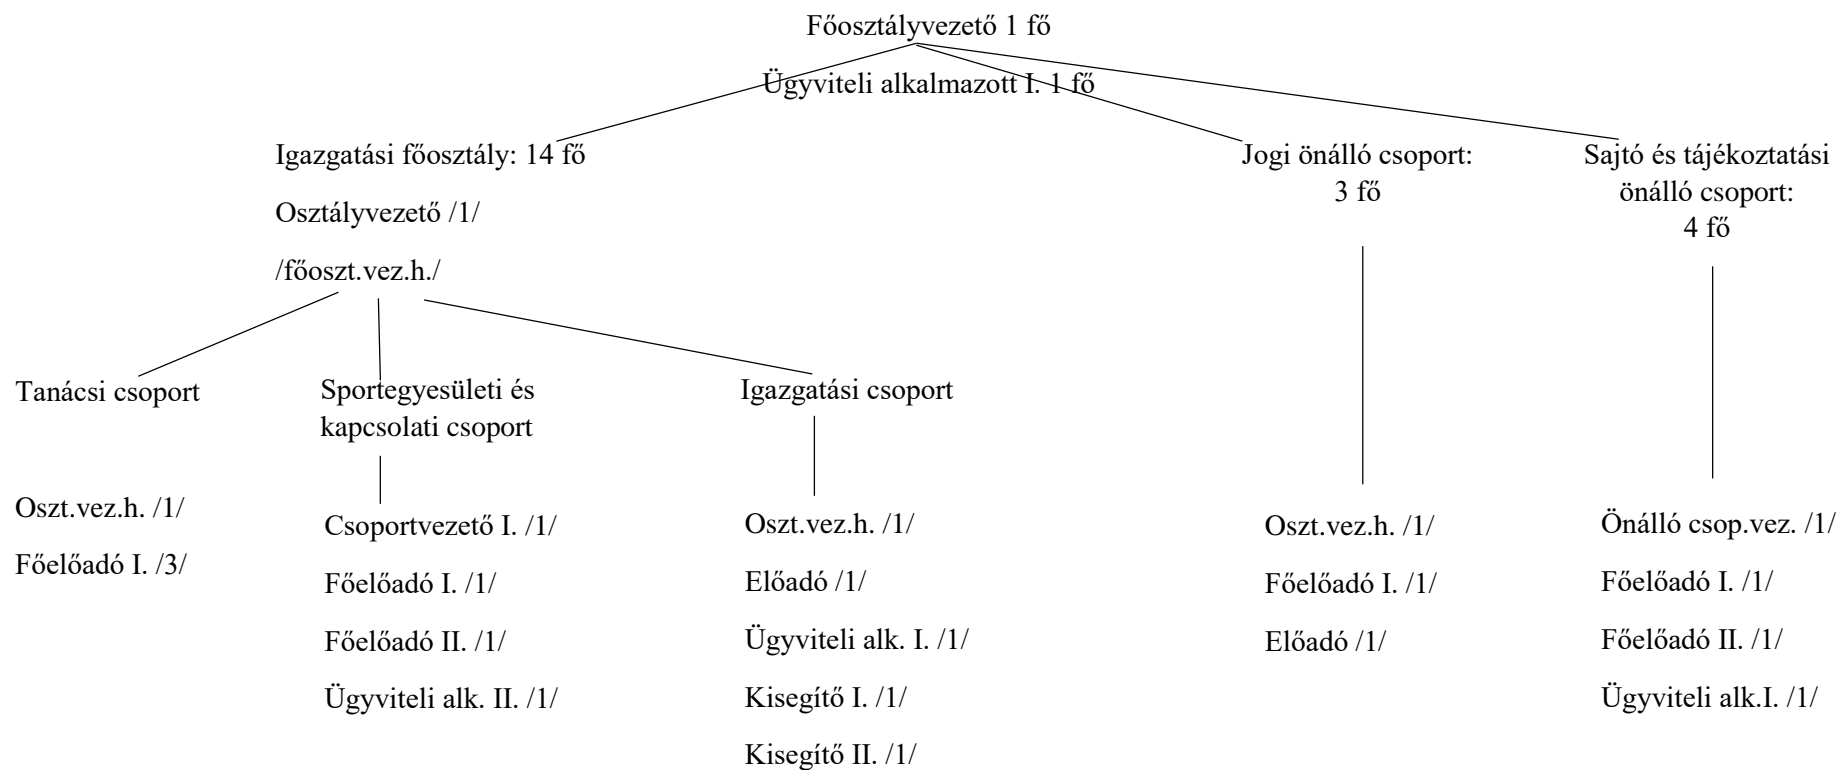 Főosztályvezető 1 fő
Ügyviteli alkalmazott I. 1 fő
Igazgatási főosztály: 14 fő
Osztályvezető /1/
/főoszt.vez.h./
Jogi önálló csoport:
3 fő
Sajtó és tájékoztatási
önálló csoport:
4 fő
Tanácsi csoport
Oszt.vez.h. /1/
Főelőadó I. /3/
Sportegyesületi és
kapcsolati csoport
Csoportvezető I. /1/
Főelőadó I. /1/
Főelőadó II. /1/
Ügyviteli alk. II. /1/
Igazgatási csoport
Oszt.vez.h. /1/
Előadó /1/
Ügyviteli alk. I. /1/
Kisegítő I. /1/
Kisegítő II. /1/
Oszt.vez.h. /1/
Főelőadó I. /1/
Előadó /1/
Önálló csop.vez. /1/
Főelőadó I. /1/
Főelőadó II. /1/
Ügyviteli alk.I. /1/